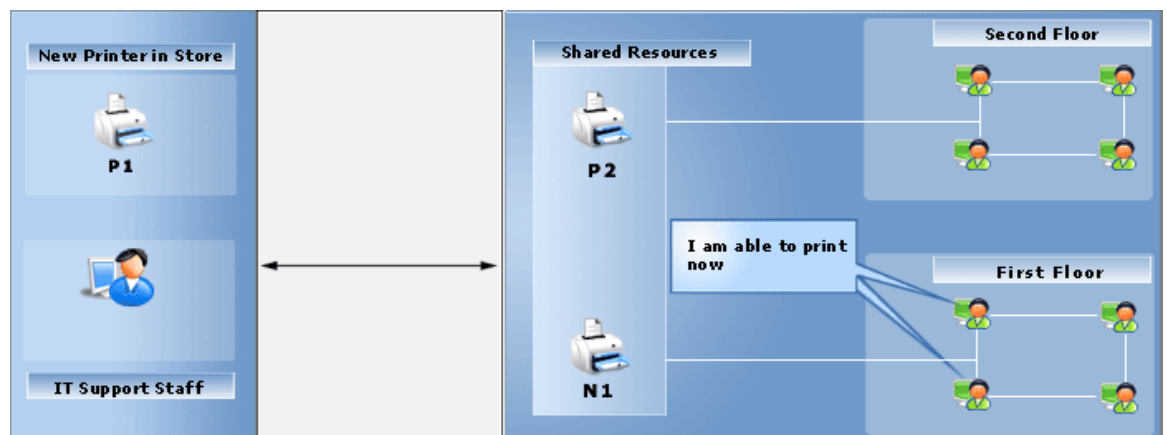 New Printer in Store
P1
IT Support Staff
Shared Resources
P2
N1
I am able to print
now
Second Floor
First Floor